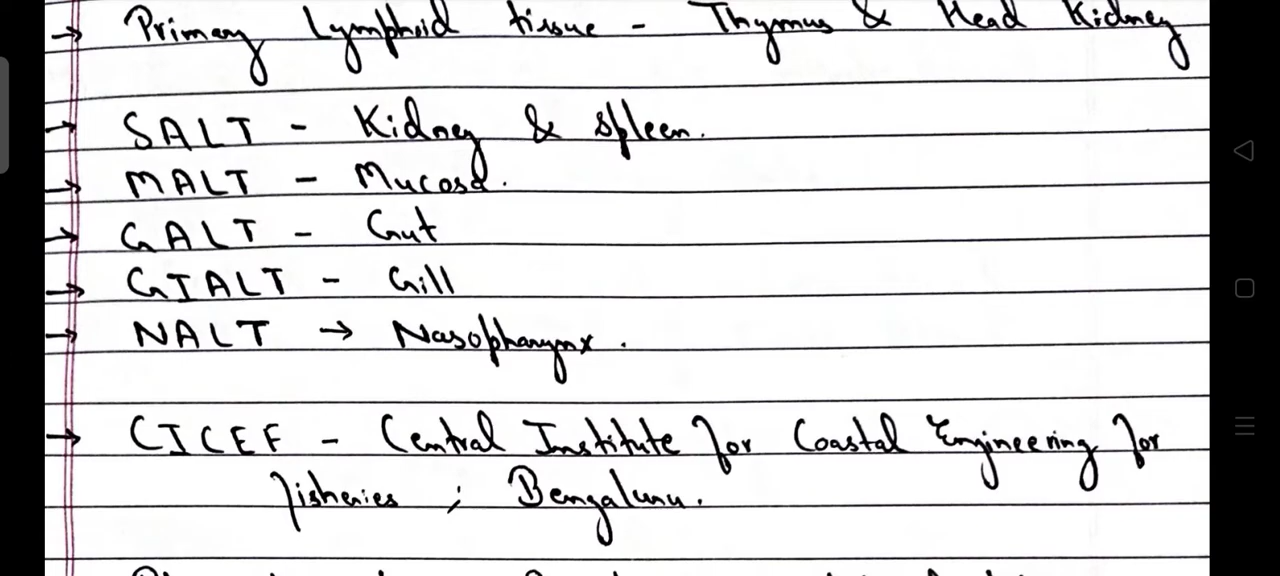 → Primary Lymphoid tissue - Thymus & Head Kidney
→ SALT - Kidney & Spleen.
→ MALT - Mucosa.
→ GALT - Gut
→ GIALT - Gill
→ NALT → Nasopharynx.
→ CICEF - Central Institute for Coastal Engineering for
fisheries ; Bengaluru.